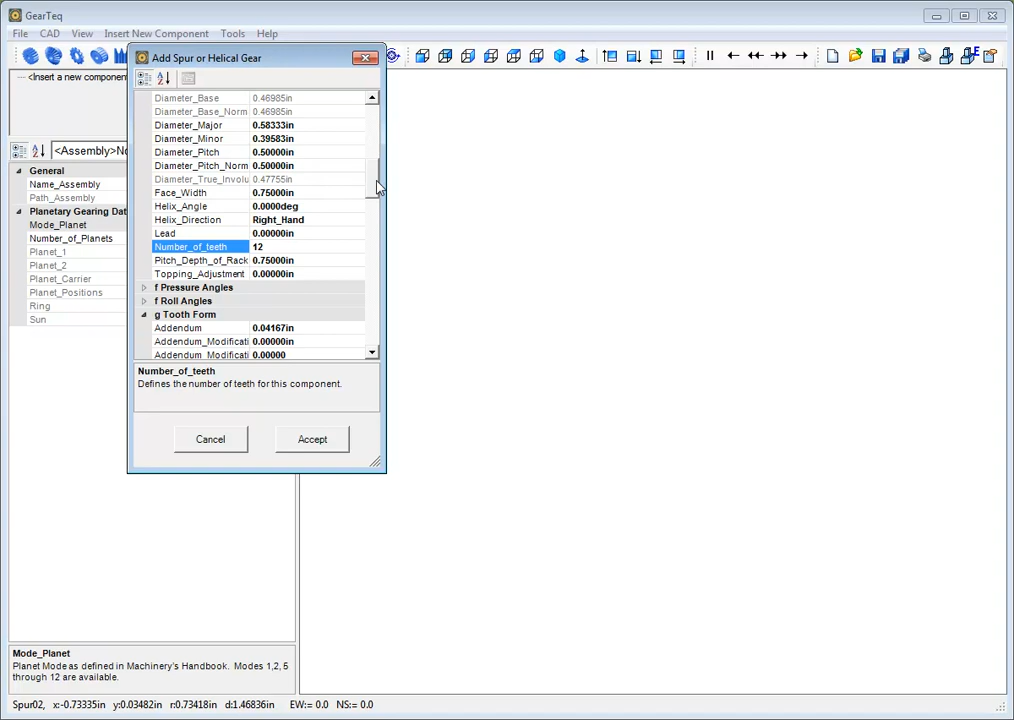 GearTeq
File CAD View Insert New Component Tools Help
<Insert a new componen
<Assembly>No
General
Name_Assembly
Path_Assembly
Planetary Gearing Dat
Mode_Planet
Number_of_Planets
Planet_1
Planet_2
Planet_Carrier
Planet_Positions
Ring
Sun
Add Spur or Helical Gear
Diameter_Base 0.46985in
Diameter_Base_Norm 0.46985in
Diameter_Major 0.58333in
Diameter_Minor 0.39583in
Diameter_Pitch 0.50000in
Diameter_Pitch_Norm 0.50000in
Diameter_True_Involu 0.47755in
Face_Width 0.75000in
Helix_Angle 0.0000deg
Helix_Direction Right_Hand
Lead 0.00000in
Number_of_teeth 12
Pitch_Depth_of_Rack 0.75000in
Topping_Adjustment 0.00000in
f Pressure Angles
f Roll Angles
g Tooth Form
Addendum 0.04167in
Addendum_Modificati 0.00000in
Addendum_Modificati 0.00000
Number_of_teeth
Defines the number of teeth for this component.
Cancel Accept
Mode_Planet
Planet Mode as defined in Machinery's Handbook. Modes 1,2, 5
through 12 are available.
Spur02, x:-0.73335in y:0.03482in r:0.73418in d:1.46836in EW:= 0.0 NS:= 0.0